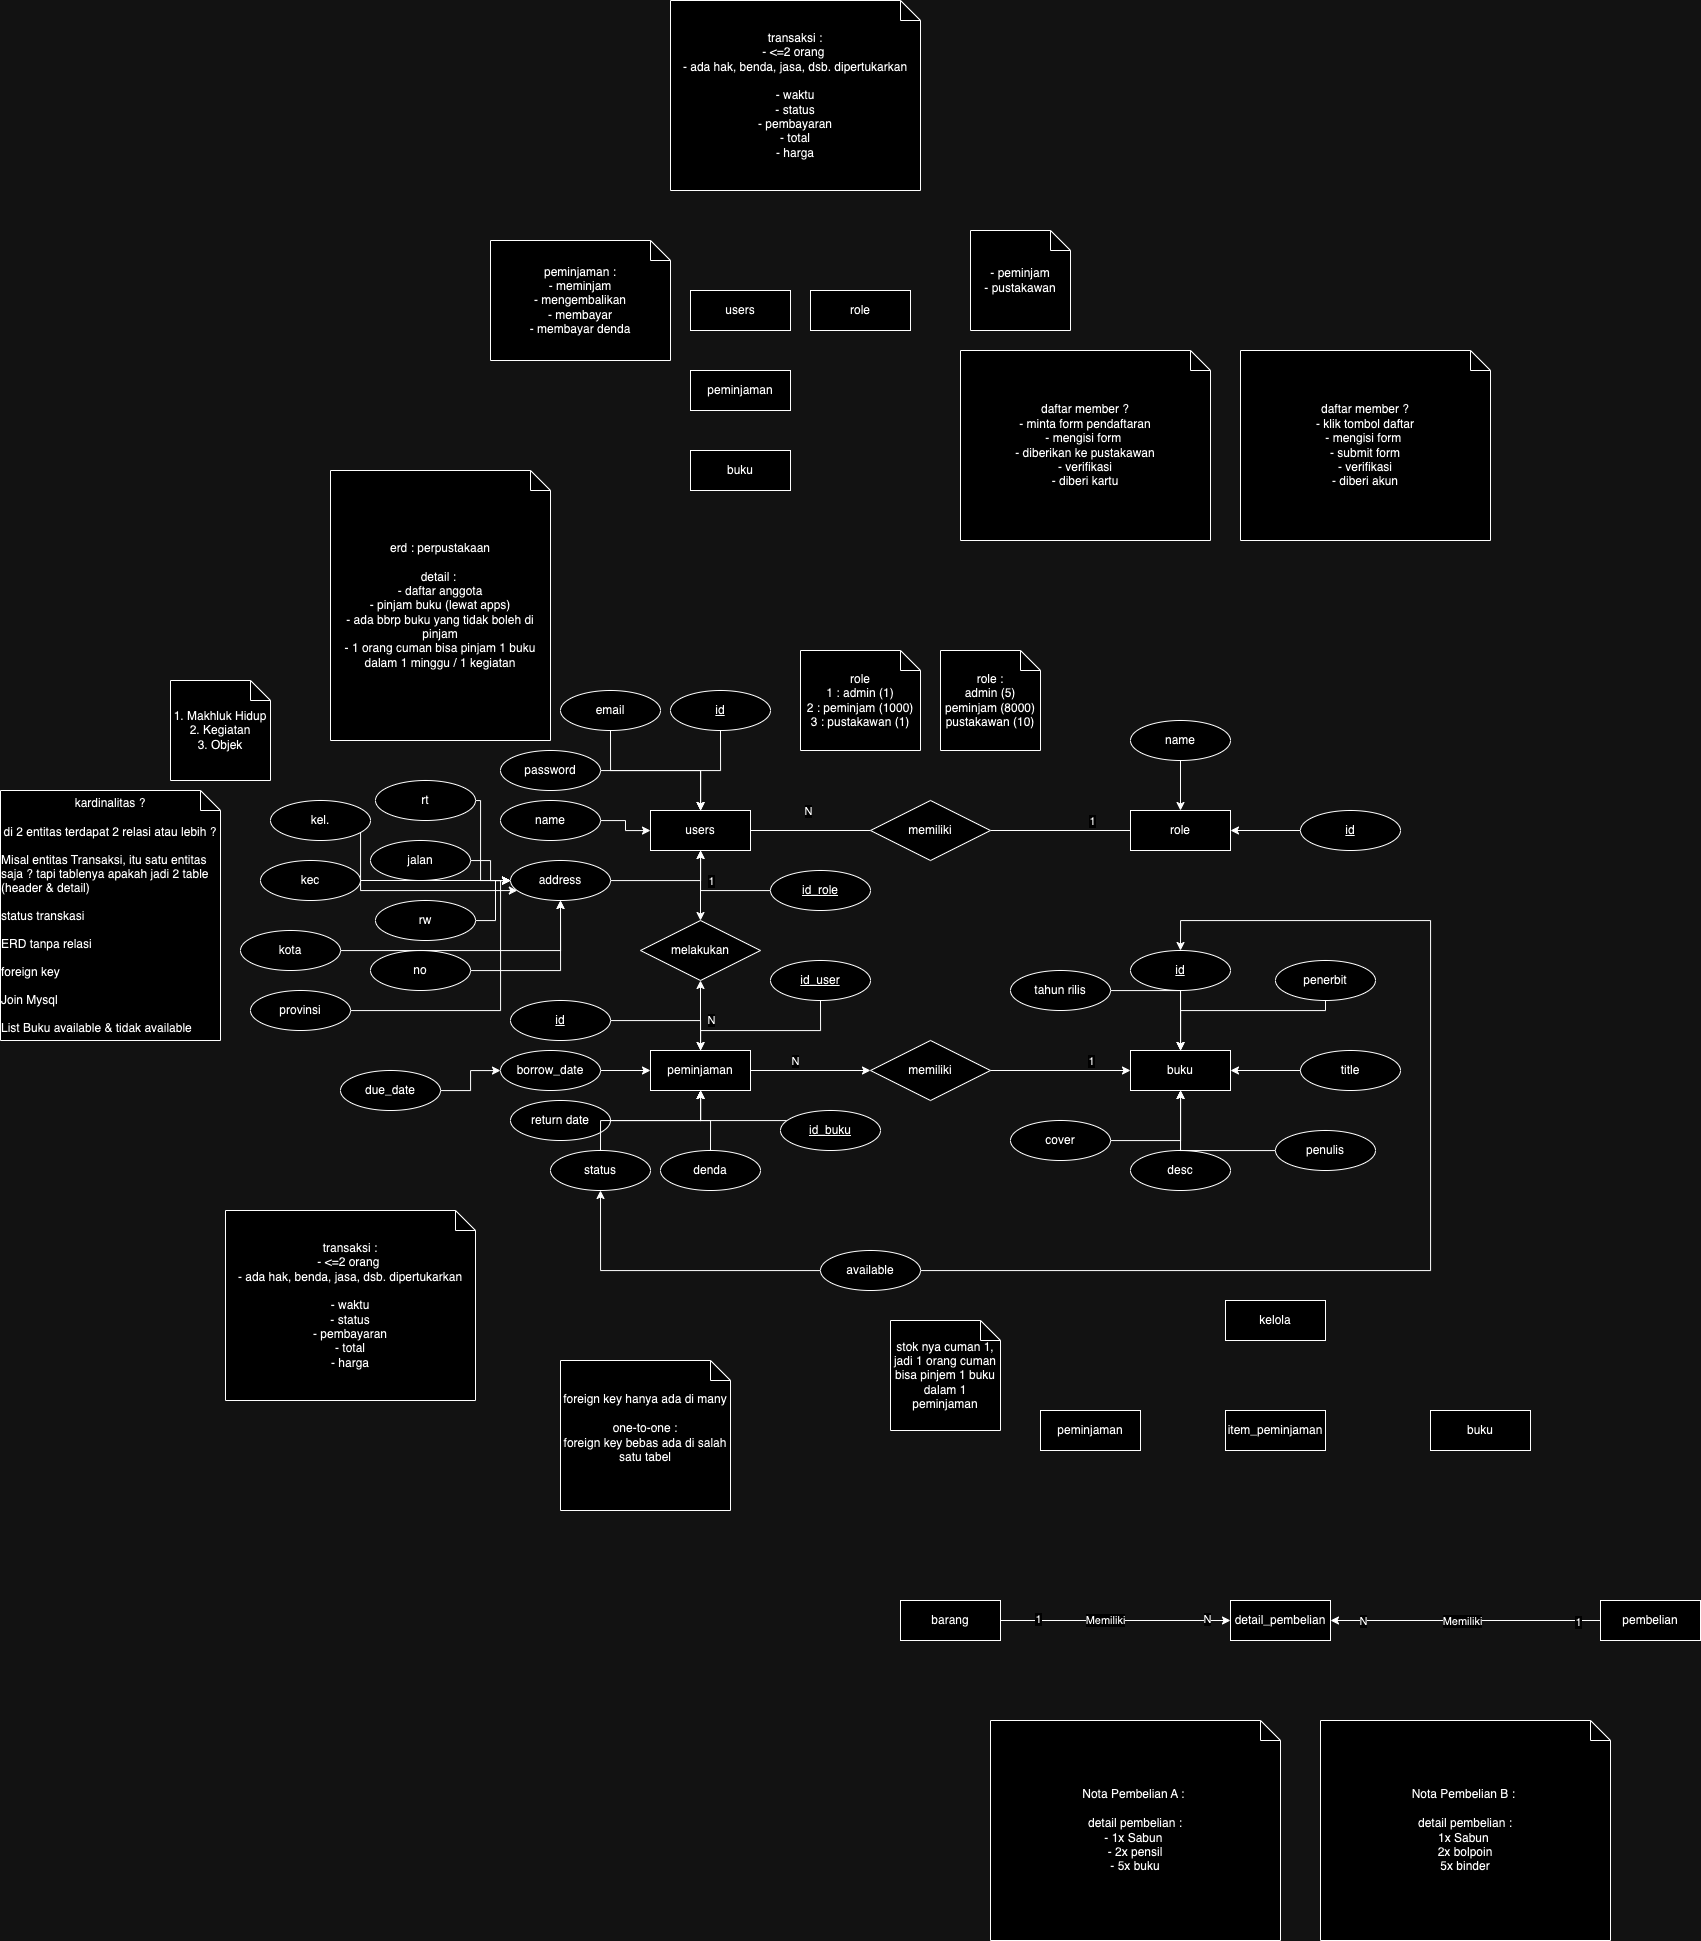 transaksi :
- <=2 orang
- ada hak, benda, jasa, dsb. dipertukarkan
- waktu
- status
- pembayaran
- total
- harga
peminjaman :
- meminjam
- mengembalikan
- membayar
- membayar denda
users
role
- peminjam
- pustakawan
peminjaman
buku
daftar member ?
- minta form pendaftaran
- mengisi form
- diberikan ke pustakawan
- verifikasi
- diberi kartu
daftar member ?
- klik tombol daftar
- mengisi form
- submit form
- verifikasi
- diberi akun
erd : perpustakaan
detail :
- daftar anggota
- pinjam buku (lewat apps)
- ada bbrp buku yang tidak boleh di
pinjam
- 1 orang cuman bisa pinjam 1 buku
dalam 1 minggu / 1 kegiatan
1. Makhluk Hidup
2. Kegiatan
3. Objek
role
1 : admin (1)
2 : peminjam (1000)
3 : pustakawan (1)
role :
admin (5)
peminjam (8000)
pustakawan (10)
kardinalitas ?
di 2 entitas terdapat 2 relasi atau lebih ?
Misal entitas Transaksi, itu satu entitas
saja ? tapi tablenya apakah jadi 2 table
(header & detail)
status transkasi
ERD tanpa relasi
foreign key
Join Mysql
List Buku available & tidak available
email
id
password
name
users
N
memiliki
1
role
name
id
rt
kel.
jalan
kec
address
rw
kota
no
provinsi
1
id_role
melakukan
id_user
id
N
due_date
borrow_date
peminjaman
N
memiliki
1
buku
id
tahun rilis
penerbit
title
return date
id_buku
status
denda
cover
desc
penulis
available
transaksi :
- <=2 orang
- ada hak, benda, jasa, dsb. dipertukarkan
- waktu
- status
- pembayaran
- total
- harga
foreign key hanya ada di many
one-to-one :
foreign key bebas ada di salah
satu tabel
stok nya cuman 1,
jadi 1 orang cuman
bisa pinjem 1 buku
dalam 1
peminjaman
kelola
peminjaman
item_peminjaman
buku
barang
1
Memiliki
N
detail_pembelian
N
Memiliki
1
pembelian
Nota Pembelian A :
detail pembelian :
- 1x Sabun
- 2x pensil
- 5x buku
Nota Pembelian B :
detail pembelian :
1x Sabun
2x bolpoin
5x binder